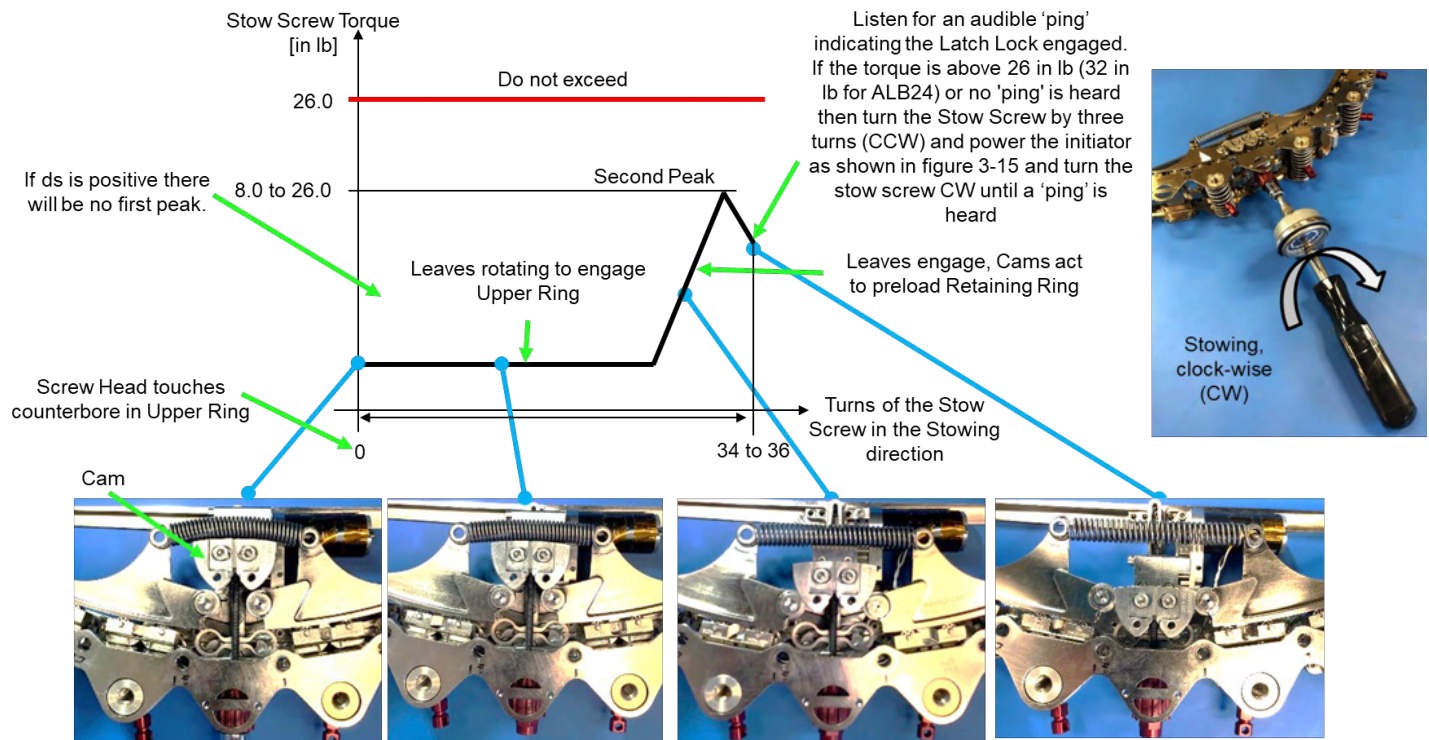 Stow Screw Torque
[in lb]
Do not exceed
26.0
Listen for an audible ‘ping’
indicating the Latch Lock engaged.
If the torque is above 26 in lb (32 in
lb for ALB24) or no 'ping' is heard
then turn the Stow Screw by three
turns (CCW) and power the initiator
as shown in figure 3-15 and turn the
stow screw CW until a ‘ping’ is
heard
If ds is positive there
will be no first peak.
8.0 to 26.0
Second Peak
Leaves rotating to engage
Upper Ring
Leaves engage, Cams act
to preload Retaining Ring
Stowing,
clock-wise
(CW)
Screw Head touches
counterbore in Upper Ring
0
34 to 36
Turns of the Stow
Screw in the Stowing
direction
Cam